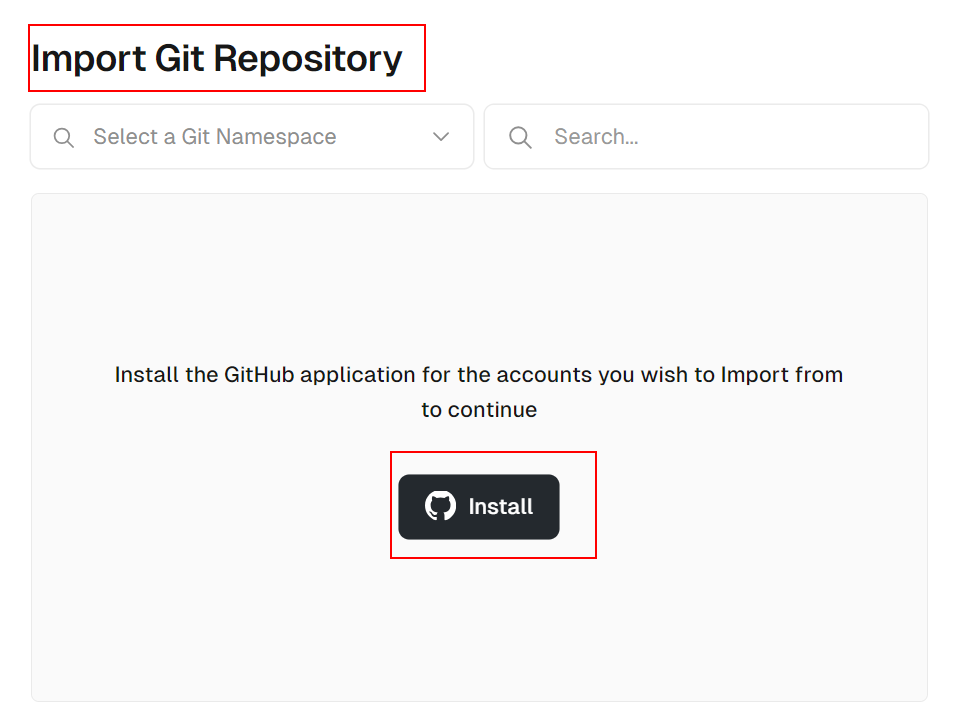 Import Git Repository
Select a Git Namespace
Search...
Install the GitHub application for the accounts you wish to Import from
to continue
Install